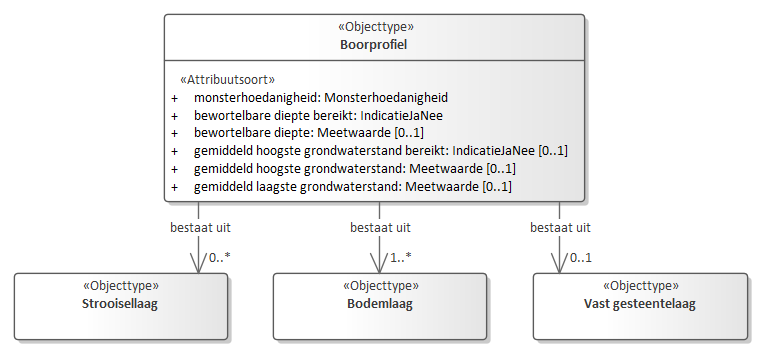 «Objecttype»
Boorprofiel
«Attribuutsoort»
+ monsterhoedanigheid: Monsterhoedanigheid
+ bewortelbare diepte bereikt: IndicatieJaNee
+ bewortelbare diepte: Meetwaarde [0..1]
+ gemiddeld hoogste grondwaterstand bereikt: IndicatieJaNee [0..1]
+ gemiddeld hoogste grondwaterstand: Meetwaarde [0..1]
+ gemiddeld laagste grondwaterstand: Meetwaarde [0..1]
bestaat uit bestaat uit bestaat uit
0..* 1..* 0..1
«Objecttype» «Objecttype» «Objecttype»
Strooisellaag Bodemlaag Vast gesteentelaag